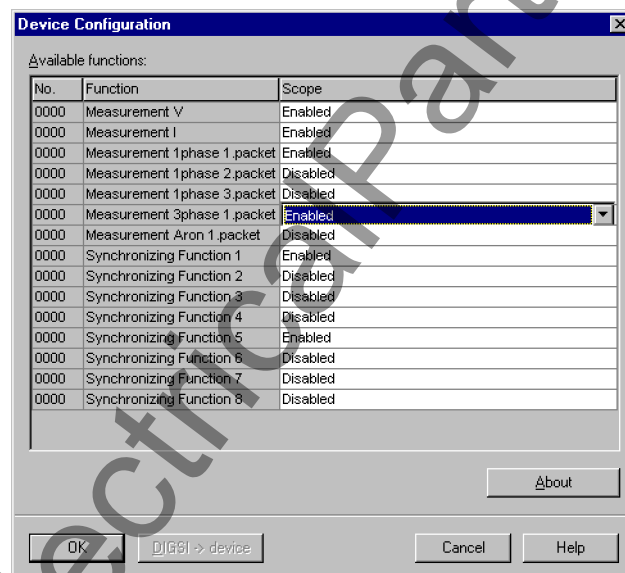 Device Configuration
Available functions:
No. Function Scope
0000 Measurement V Enabled
0000 Measurement I Enabled
0000 Measurement 1phase 1.packet Enabled
0000 Measurement 1phase 2.packet Disabled
0000 Measurement 1phase 3.packet Disabled
0000 Measurement 3phase 1.packet Enabled
0000 Measurement Aron 1.packet Disabled
0000 Synchronizing Function 1 Enabled
0000 Synchronizing Function 2 Disabled
0000 Synchronizing Function 3 Disabled
0000 Synchronizing Function 4 Disabled
0000 Synchronizing Function 5 Enabled
0000 Synchronizing Function 6 Disabled
0000 Synchronizing Function 7 Disabled
0000 Synchronizing Function 8 Disabled
About
OK DIGSI -> device Cancel Help
ectricalPart